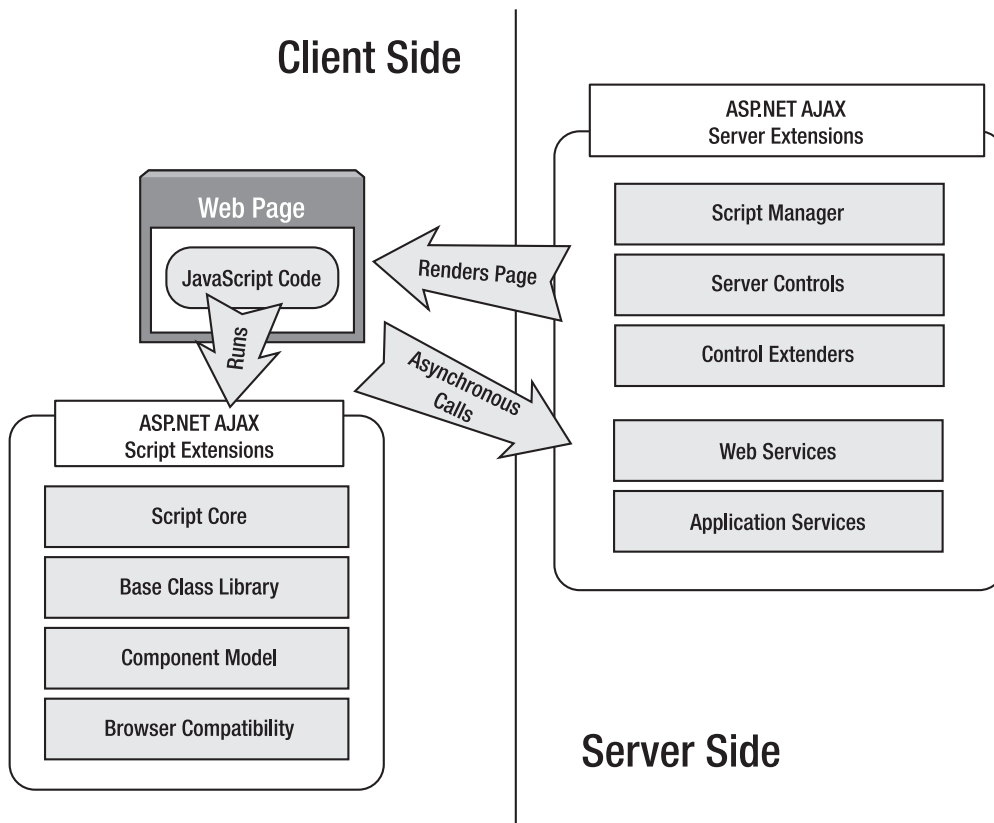 Client Side
Web Page
JavaScript Code
Runs
ASP.NET AJAX
Script Extensions
Script Core
Base Class Library
Component Model
Browser Compatibility
Renders Page
Asynchronous
Calls
ASP.NET AJAX
Server Extensions
Script Manager
Server Controls
Control Extenders
Web Services
Application Services
Server Side